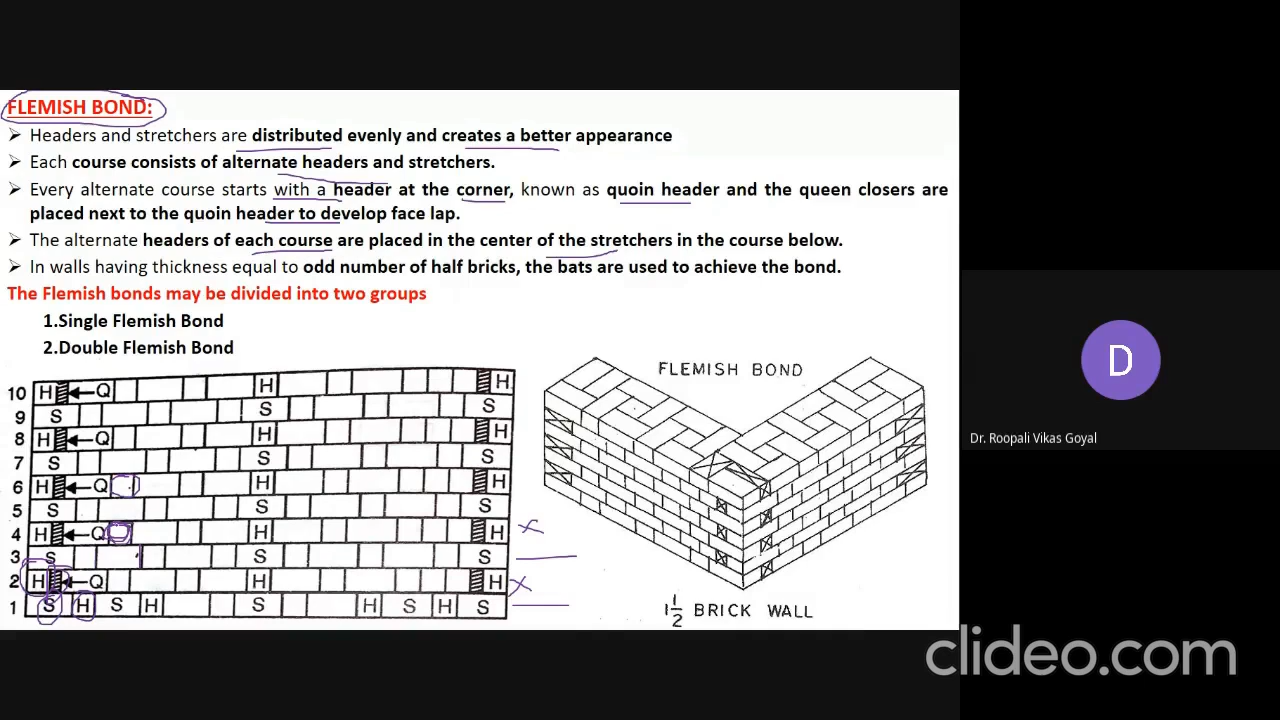 FLEMISH BOND:
➢ Headers and stretchers are distributed evenly and creates a better appearance
➢ Each course consists of alternate headers and stretchers.
➢ Every alternate course starts with a header at the corner, known as quoin header and the queen closers are
placed next to the quoin header to develop face lap.
➢ The alternate headers of each course are placed in the center of the stretchers in the course below.
➢ In walls having thickness equal to odd number of half bricks, the bats are used to achieve the bond.
The Flemish bonds may be divided into two groups
1.Single Flemish Bond
2.Double Flemish Bond
10 H Q H H
9 S S S
8 H Q H H
7 S S S
6 H Q H H
5 S S S
4 H Q H H
3 S S S
2 H Q H H
1 S H S H S H S H S
FLEMISH BOND
1 1/2 BRICK WALL
D
Dr. Roopali Vikas Goyal
clideo.com